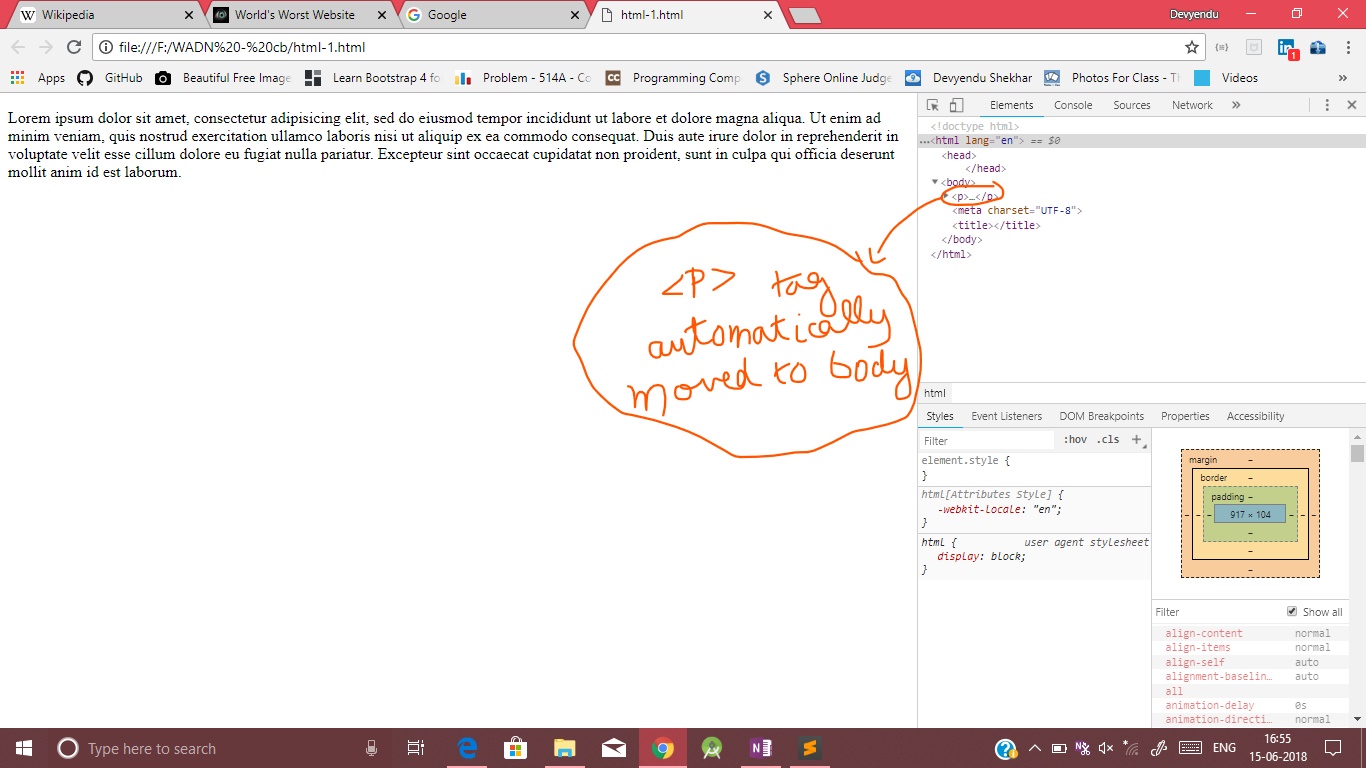 Wikipedia
World's Worst Website
Google
html-1.html
Devyendu
file:///F:/WADN%20-%20cb/html-1.html
1
Apps
GitHub
Beautiful Free Image
Learn Bootstrap 4 fo
Problem - 514A - Co
Programming Comp
Sphere Online Judge
Devyendu Shekhar
Photos For Class - Th
Videos
Lorem ipsum dolor sit amet, consectetur adipisicing elit, sed do eiusmod tempor incididunt ut labore et dolore magna aliqua. Ut enim ad
minim veniam, quis nostrud exercitation ullamco laboris nisi ut aliquip ex ea commodo consequat. Duis aute irure dolor in reprehenderit in
voluptate velit esse cillum dolore eu fugiat nulla pariatur. Excepteur sint occaecat cupidatat non proident, sunt in culpa qui officia deserunt
mollit anim id est laborum.
<P> tag
automatically
moved to body
Elements Console Sources Network »
<!doctype html>
...<html lang="en"> == $0
<head>
</head>
<body>
<p>…</p>
<meta charset="UTF-8">
<title></title>
</body>
</html>
html
Styles Event Listeners DOM Breakpoints Properties Accessibility
Filter :hov .cls +
element.style {
}
html[Attributes Style] {
-webkit-locale: "en";
}
html { user agent stylesheet
display: block;
}
margin –
border –
padding –
– – – 917 × 104 – – –
–
–
–
Filter Show all
align-content normal
align-items normal
align-self auto
alignment-baselin… auto
all
animation-delay 0s
animation-directi… normal
Type here to search
ENG
16:55
15-06-2018